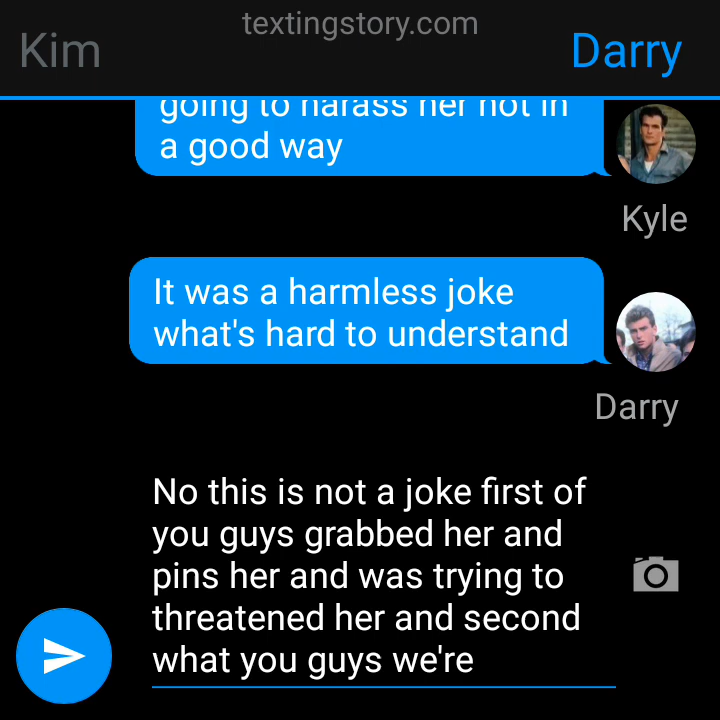 textingstory.com
Kim
Darry
going to harass her not in
a good way
Kyle
It was a harmless joke
what's hard to understand
Darry
No this is not a joke first of
you guys grabbed her and
pins her and was trying to
threatened her and second
what you guys we're